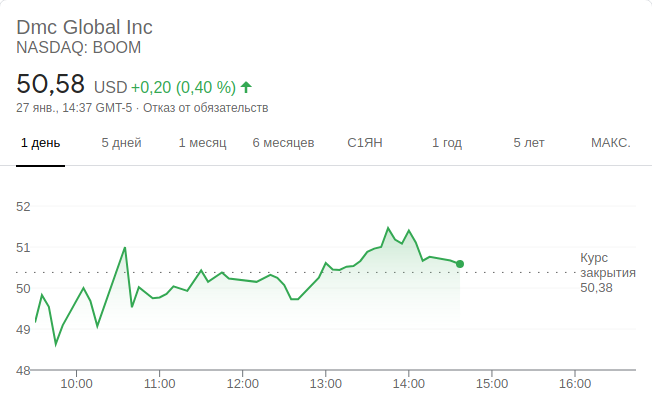 Dmc Global Inc
NASDAQ: BOOM
50,58 USD +0,20 (0,40 %)
27 янв., 14:37 GMT-5 · Отказ от обязательств
1 день 5 дней 1 месяц 6 месяцев С1ЯН 1 год 5 лет МАКС.
52
51
Курс
закрытия
50,38
50
49
48
10:00 11:00 12:00 13:00 14:00 15:00 16:00